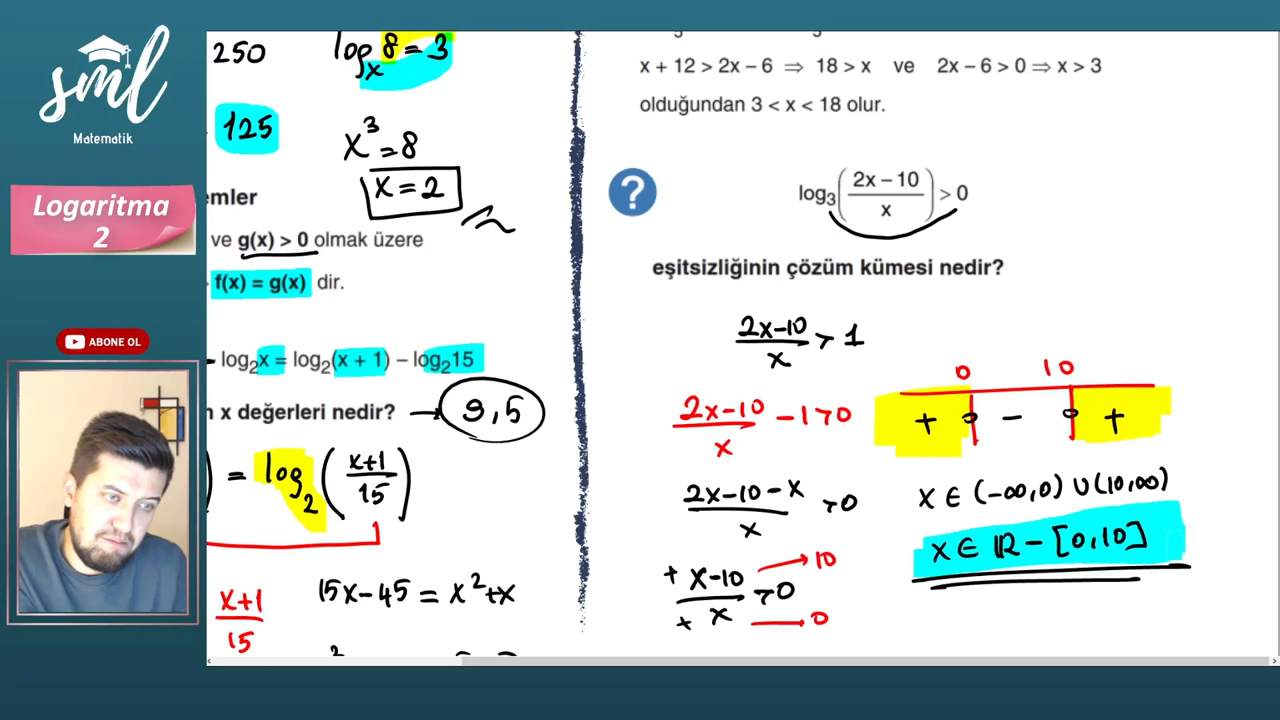 sml
Matematik
Logaritma
2
ABONE OL
250
log_x 8 = 3
125
x³ = 8
x = 2
emler
ve g(x) > 0 olmak üzere
f(x) = g(x) dir.
log₂x = log₂(x + 1) – log₂15
x değerleri nedir? → 9,5
) = log₂ ( x+1 / 15 )
15x – 45 = x² + x
x+1
15
x + 12 > 2x – 6 ⇒ 18 > x ve 2x – 6 > 0 ⇒ x > 3
olduğundan 3 < x < 18 olur.
?
log₃( 2x – 10 / x ) > 0
eşitsizliğinin çözüm kümesi nedir?
2x–10 / x > 1
2x–10 / x – 1 > 0
2x–10–x / x > 0
+ x–10 / + x > 0 → 10 → 0
0 10
+ 0 – 0 +
x ∈ (–∞,0) ∪ (10,∞)
x ∈ ℝ – [0,10]